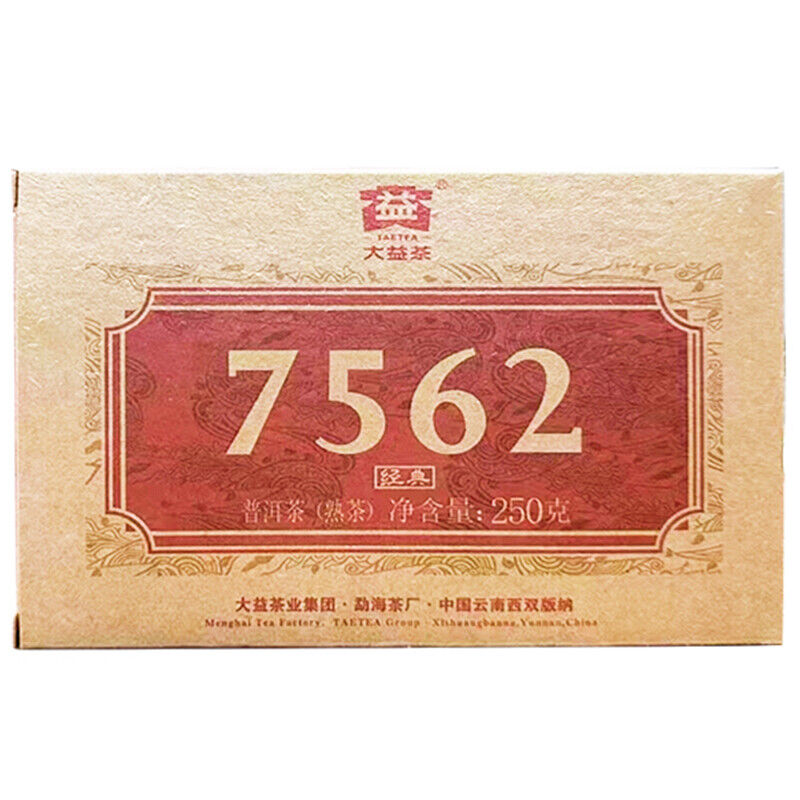 益®
TAETEA
大益茶
7562
经典
普洱茶（熟茶）净含量：250克
大益茶业集团·勐海茶厂·中国云南西双版纳
Menghai Tea Factory, TAETEA Group · Xishuangbanna,Yunnan,China